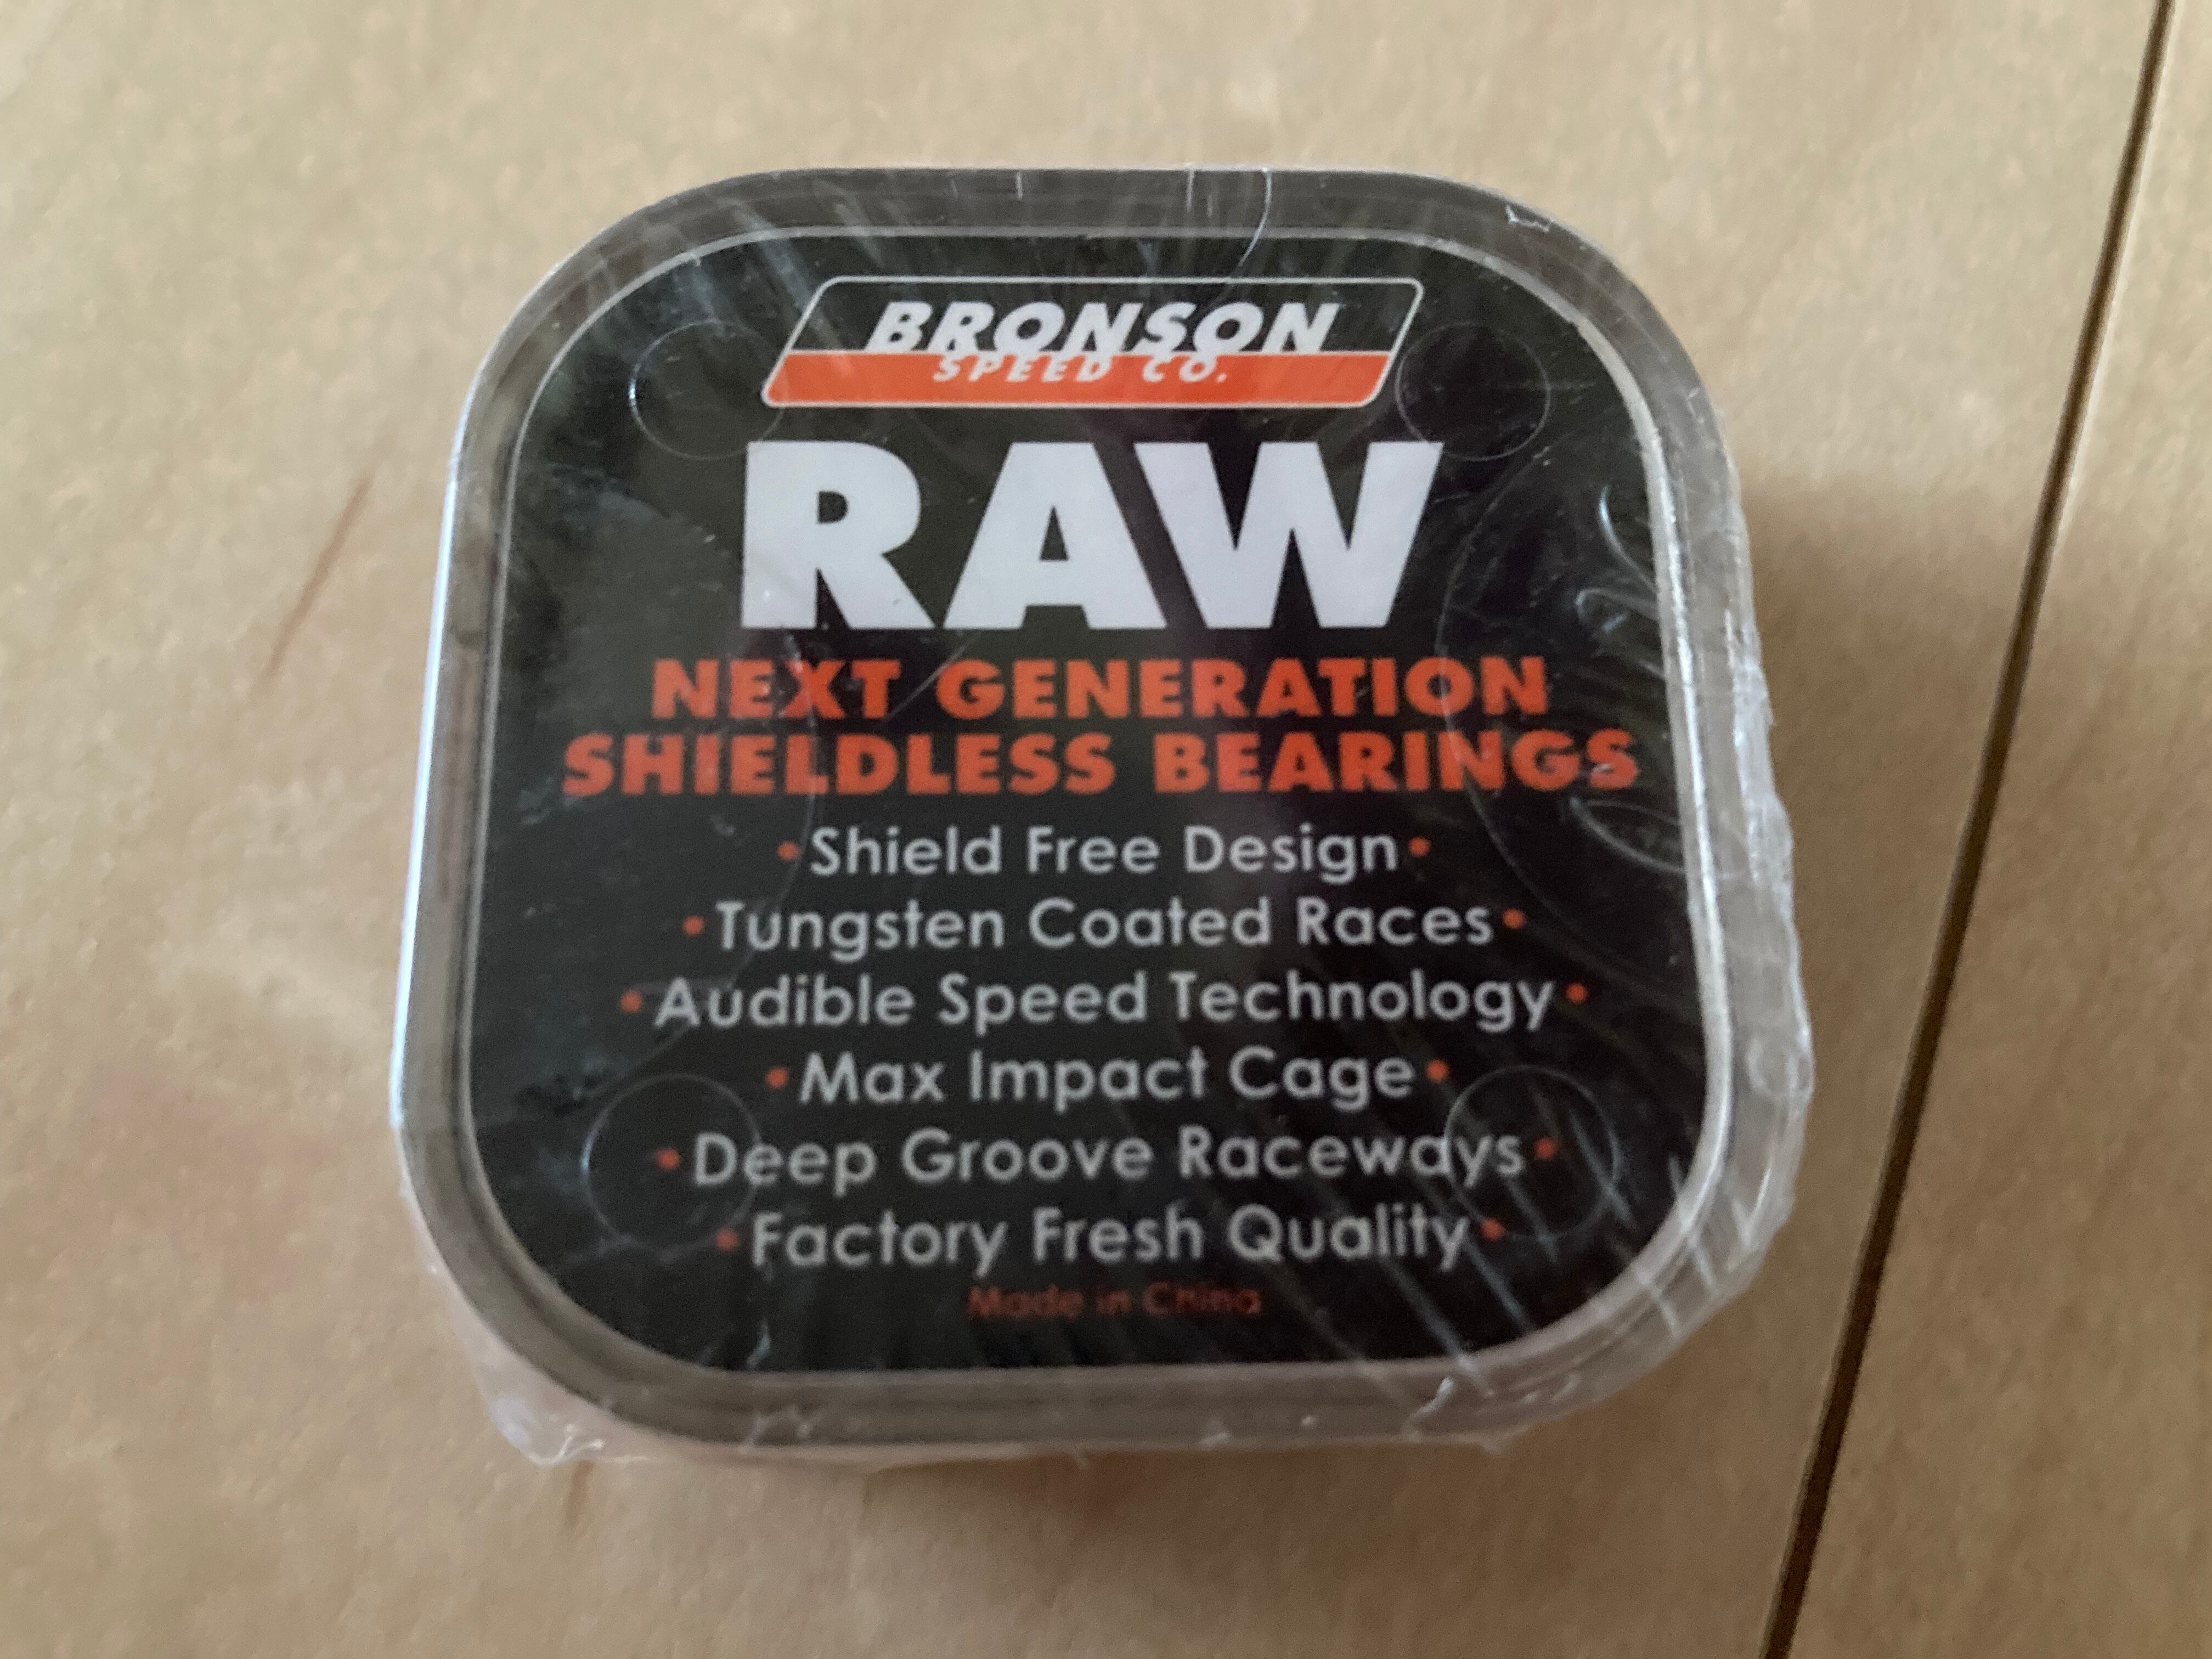 BRONSON
SPEED CO.
RAW
NEXT GENERATION
SHIELDLESS BEARINGS
•Shield Free Design•
•Tungsten Coated Races•
•Audible Speed Technology•
•Max Impact Cage•
•Deep Groove Raceways•
•Factory Fresh Quality•
Made in China